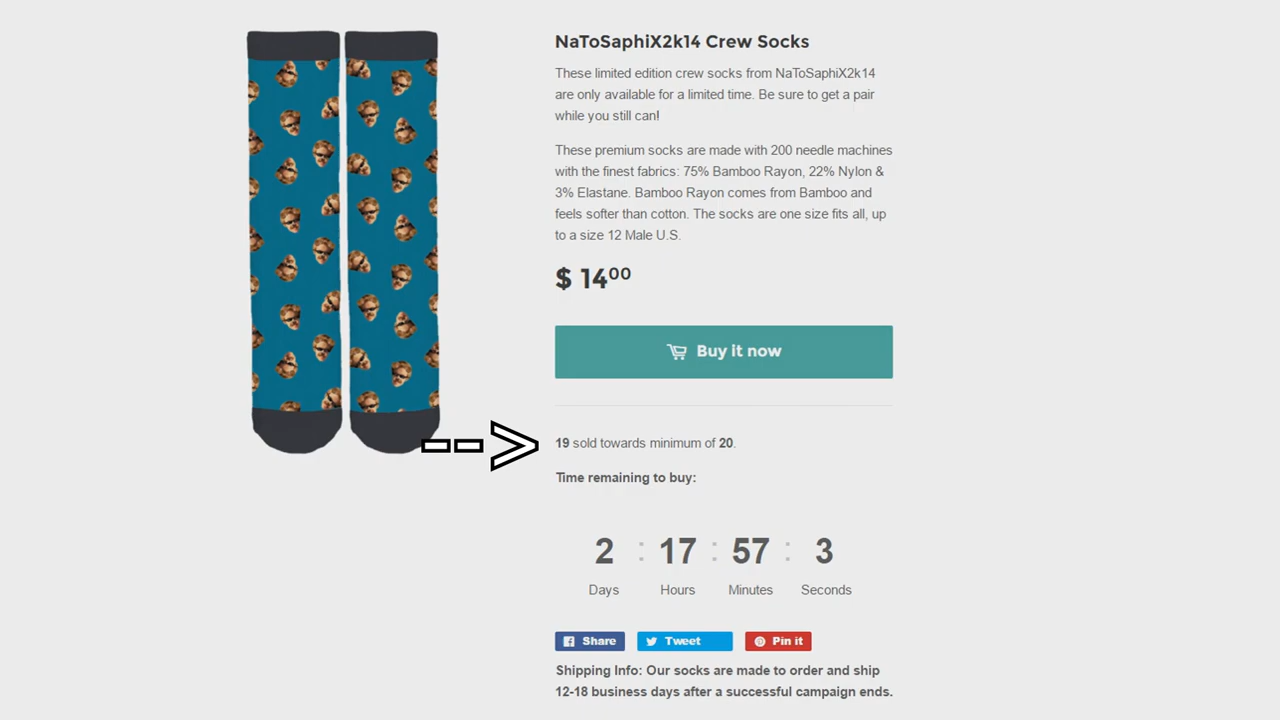 NaToSaphiX2k14 Crew Socks
These limited edition crew socks from NaToSaphiX2k14
are only available for a limited time. Be sure to get a pair
while you still can!
These premium socks are made with 200 needle machines
with the finest fabrics: 75% Bamboo Rayon, 22% Nylon &
3% Elastane. Bamboo Rayon comes from Bamboo and
feels softer than cotton. The socks are one size fits all, up
to a size 12 Male U.S.
$ 14⁰⁰
Buy it now
-->
19 sold towards minimum of 20.
Time remaining to buy:
2 : 17 : 57 : 3
Days Hours Minutes Seconds
Share Tweet Pin it
Shipping Info: Our socks are made to order and ship
12-18 business days after a successful campaign ends.